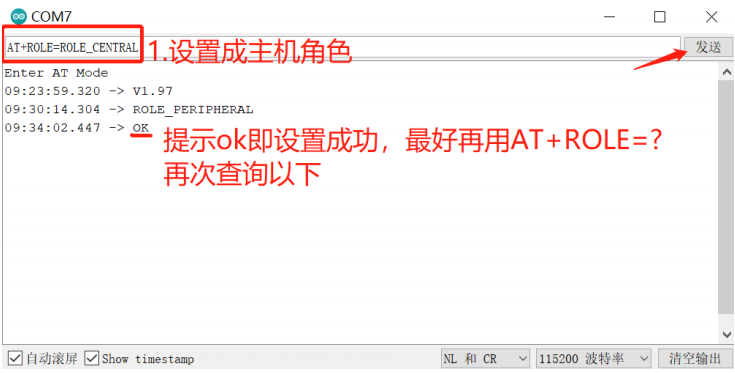 COM7
AT+ROLE=ROLE_CENTRAL
1.设置成主机角色
发送
Enter AT Mode
09:23:59.320 -> V1.97
09:30:14.304 -> ROLE_PERIPHERAL
09:34:02.447 -> OK
提示ok即设置成功，最好再用AT+ROLE=?
再次查询以下
自动滚屏 Show timestamp NL 和 CR 115200 波特率 清空输出